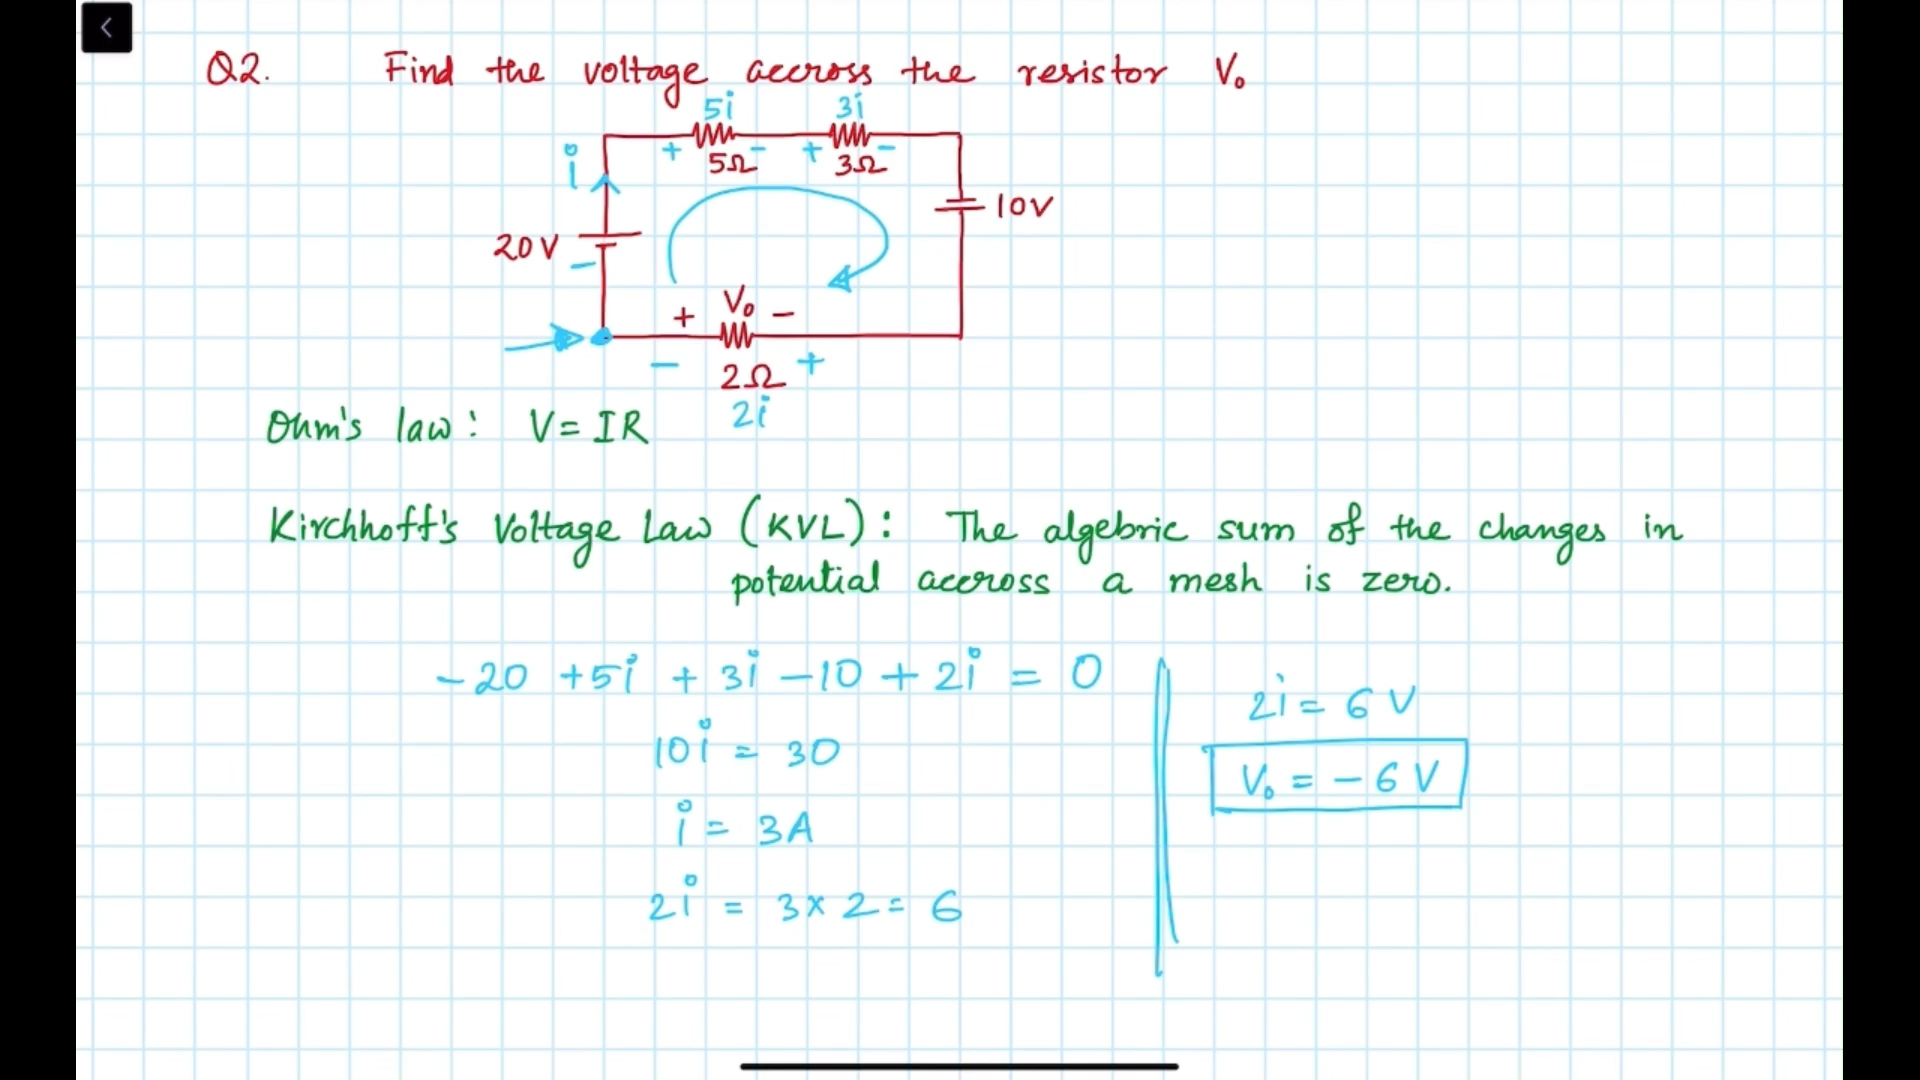 Q2. Find the voltage accross the resistor V₀
5i 3i
i + - + -
5Ω 3Ω
10V
20V
-
+ V₀ -
- 2Ω +
2i
Ohm's law: V = IR
Kirchhoff's Voltage Law (KVL): The algebric sum of the changes in
potential accross a mesh is zero.
-20 +5i + 3i -10 + 2i = 0
10i = 30
i = 3A
2i = 3 × 2 = 6
2i = 6 V
V₀ = - 6 V